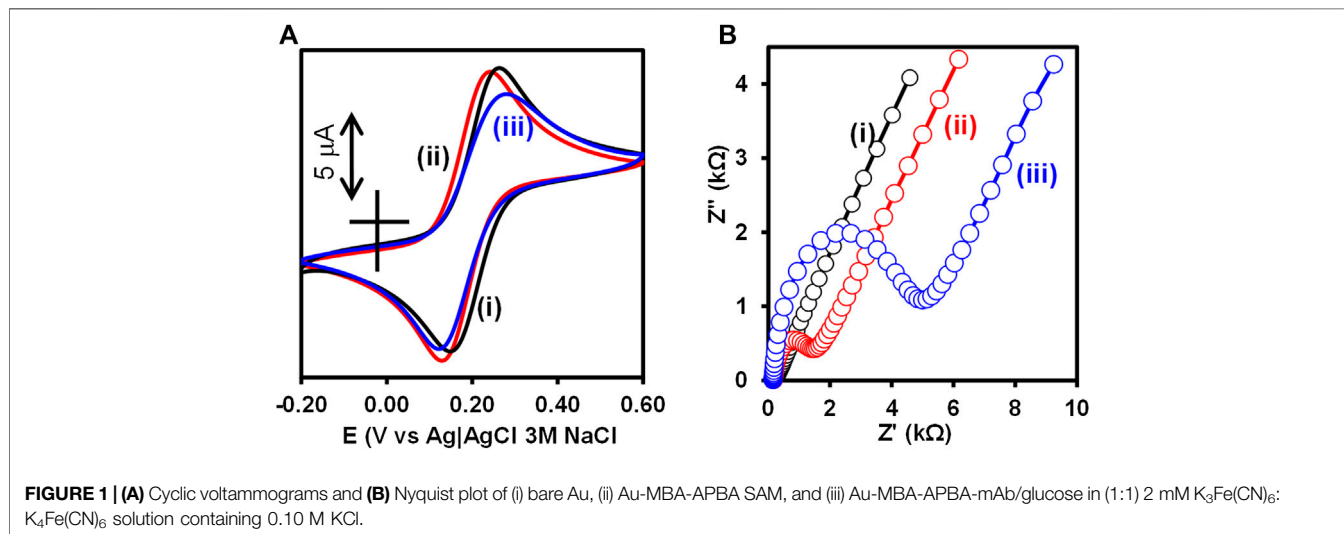 A
5 μA
(ii)
(iii)
(i)
-0.20 0.00 0.20 0.40 0.60
E (V vs Ag|AgCl 3M NaCl
B
Z'' (kΩ)
4
3
2
1
0
(i)
(ii)
(iii)
0 2 4 6 8 10
Z' (kΩ)
FIGURE 1 | (A) Cyclic voltammograms and (B) Nyquist plot of (i) bare Au, (ii) Au-MBA-APBA SAM, and (iii) Au-MBA-APBA-mAb/glucose in (1:1) 2 mM K₃Fe(CN)₆:
K₄Fe(CN)₆ solution containing 0.10 M KCl.